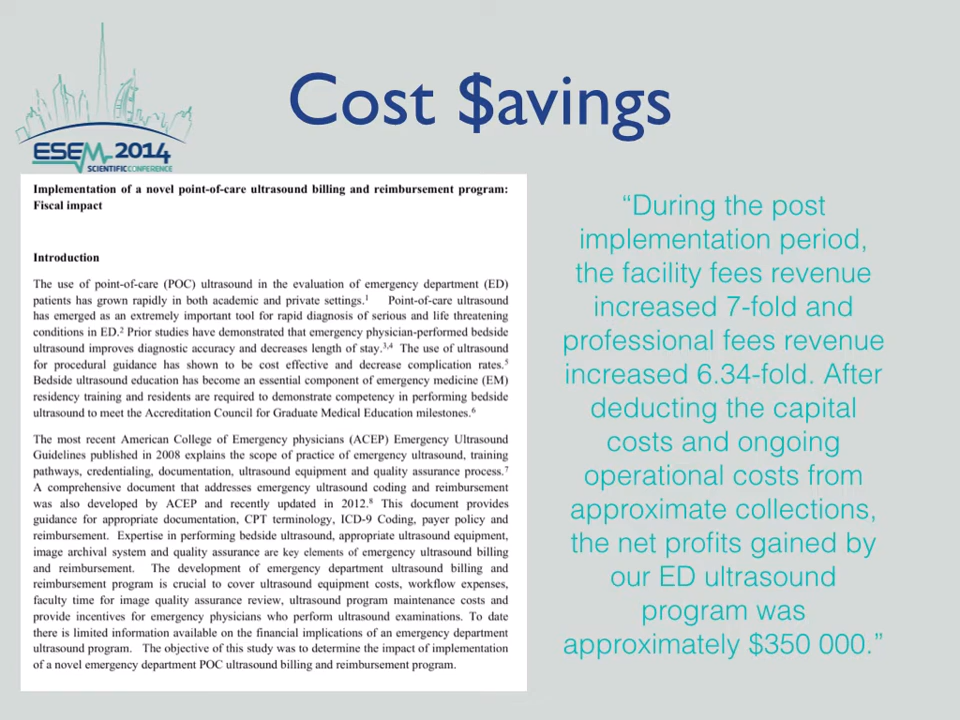 Cost $avings
ESEM 2014
SCIENTIFIC CONFERENCE
Implementation of a novel point-of-care ultrasound billing and reimbursement program:
Fiscal impact
Introduction
The use of point-of-care (POC) ultrasound in the evaluation of emergency department (ED)
patients has grown rapidly in both academic and private settings.¹ Point-of-care ultrasound
has emerged as an extremely important tool for rapid diagnosis of serious and life threatening
conditions in ED.² Prior studies have demonstrated that emergency physician-performed bedside
ultrasound improves diagnostic accuracy and decreases length of stay.³,⁴ The use of ultrasound
for procedural guidance has shown to be cost effective and decrease complication rates.⁵
Bedside ultrasound education has become an essential component of emergency medicine (EM)
residency training and residents are required to demonstrate competency in performing bedside
ultrasound to meet the Accreditation Council for Graduate Medical Education milestones.⁶
The most recent American College of Emergency physicians (ACEP) Emergency Ultrasound
Guidelines published in 2008 explains the scope of practice of emergency ultrasound, training
pathways, credentialing, documentation, ultrasound equipment and quality assurance process.⁷
A comprehensive document that addresses emergency ultrasound coding and reimbursement
was also developed by ACEP and recently updated in 2012.⁸ This document provides
guidance for appropriate documentation, CPT terminology, ICD-9 Coding, payer policy and
reimbursement. Expertise in performing bedside ultrasound, appropriate ultrasound equipment,
image archival system and quality assurance are key elements of emergency ultrasound billing
and reimbursement. The development of emergency department ultrasound billing and
reimbursement program is crucial to cover ultrasound equipment costs, workflow expenses,
faculty time for image quality assurance review, ultrasound program maintenance costs and
provide incentives for emergency physicians who perform ultrasound examinations. To date
there is limited information available on the financial implications of an emergency department
ultrasound program. The objective of this study was to determine the impact of implementation
of a novel emergency department POC ultrasound billing and reimbursement program.
“During the post
implementation period,
the facility fees revenue
increased 7-fold and
professional fees revenue
increased 6.34-fold. After
deducting the capital
costs and ongoing
operational costs from
approximate collections,
the net profits gained by
our ED ultrasound
program was
approximately $350 000.”